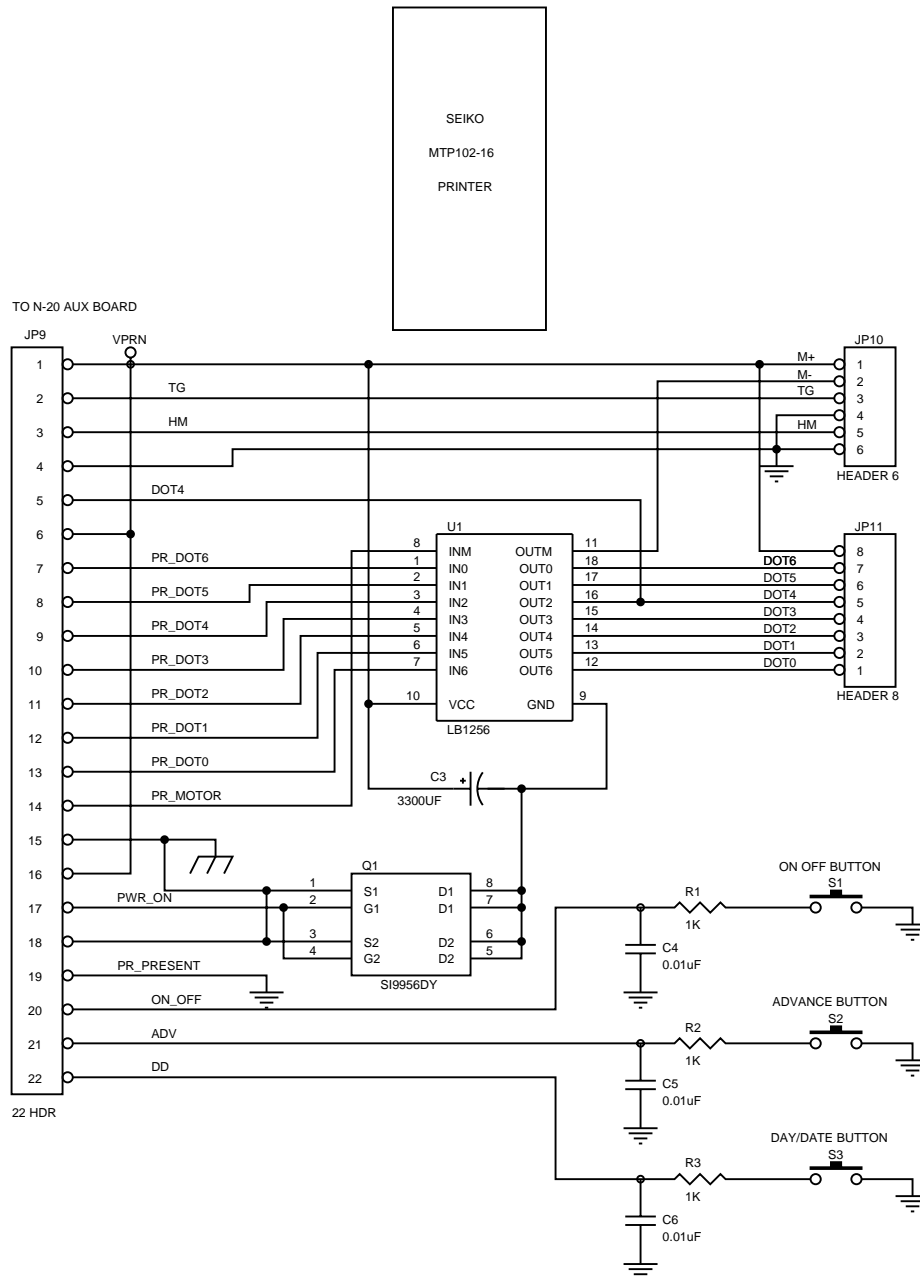 SEIKO
MTP102-16
PRINTER
TO N-20 AUX BOARD
JP9
VPRN
1
2
3
4
5
6
7
8
9
10
11
12
13
14
15
16
17
18
19
20
21
22
22 HDR
TG
HM
DOT4
PR_DOT6
PR_DOT5
PR_DOT4
PR_DOT3
PR_DOT2
PR_DOT1
PR_DOT0
PR_MOTOR
PWR_ON
PR_PRESENT
ON_OFF
ADV
DD
U1
8 INM OUTM 11
1 IN0 OUT0 18
2 IN1 OUT1 17
3 IN2 OUT2 16
4 IN3 OUT3 15
5 IN4 OUT4 14
6 IN5 OUT5 13
7 IN6 OUT6 12
10 VCC GND 9
LB1256
C3 +
3300UF
Q1
1 S1 D1 8
2 G1 D1 7
3 S2 D2 6
4 G2 D2 5
SI9956DY
JP10
M+ 1
M- 2
TG 3
4
HM 5
6
HEADER 6
JP11
8
DOT6 7
DOT5 6
DOT4 5
DOT3 4
DOT2 3
DOT1 2
DOT0 1
HEADER 8
ON OFF BUTTON
R1
S1
1K
C4
0.01uF
ADVANCE BUTTON
R2
S2
1K
C5
0.01uF
DAY/DATE BUTTON
R3
S3
1K
C6
0.01uF